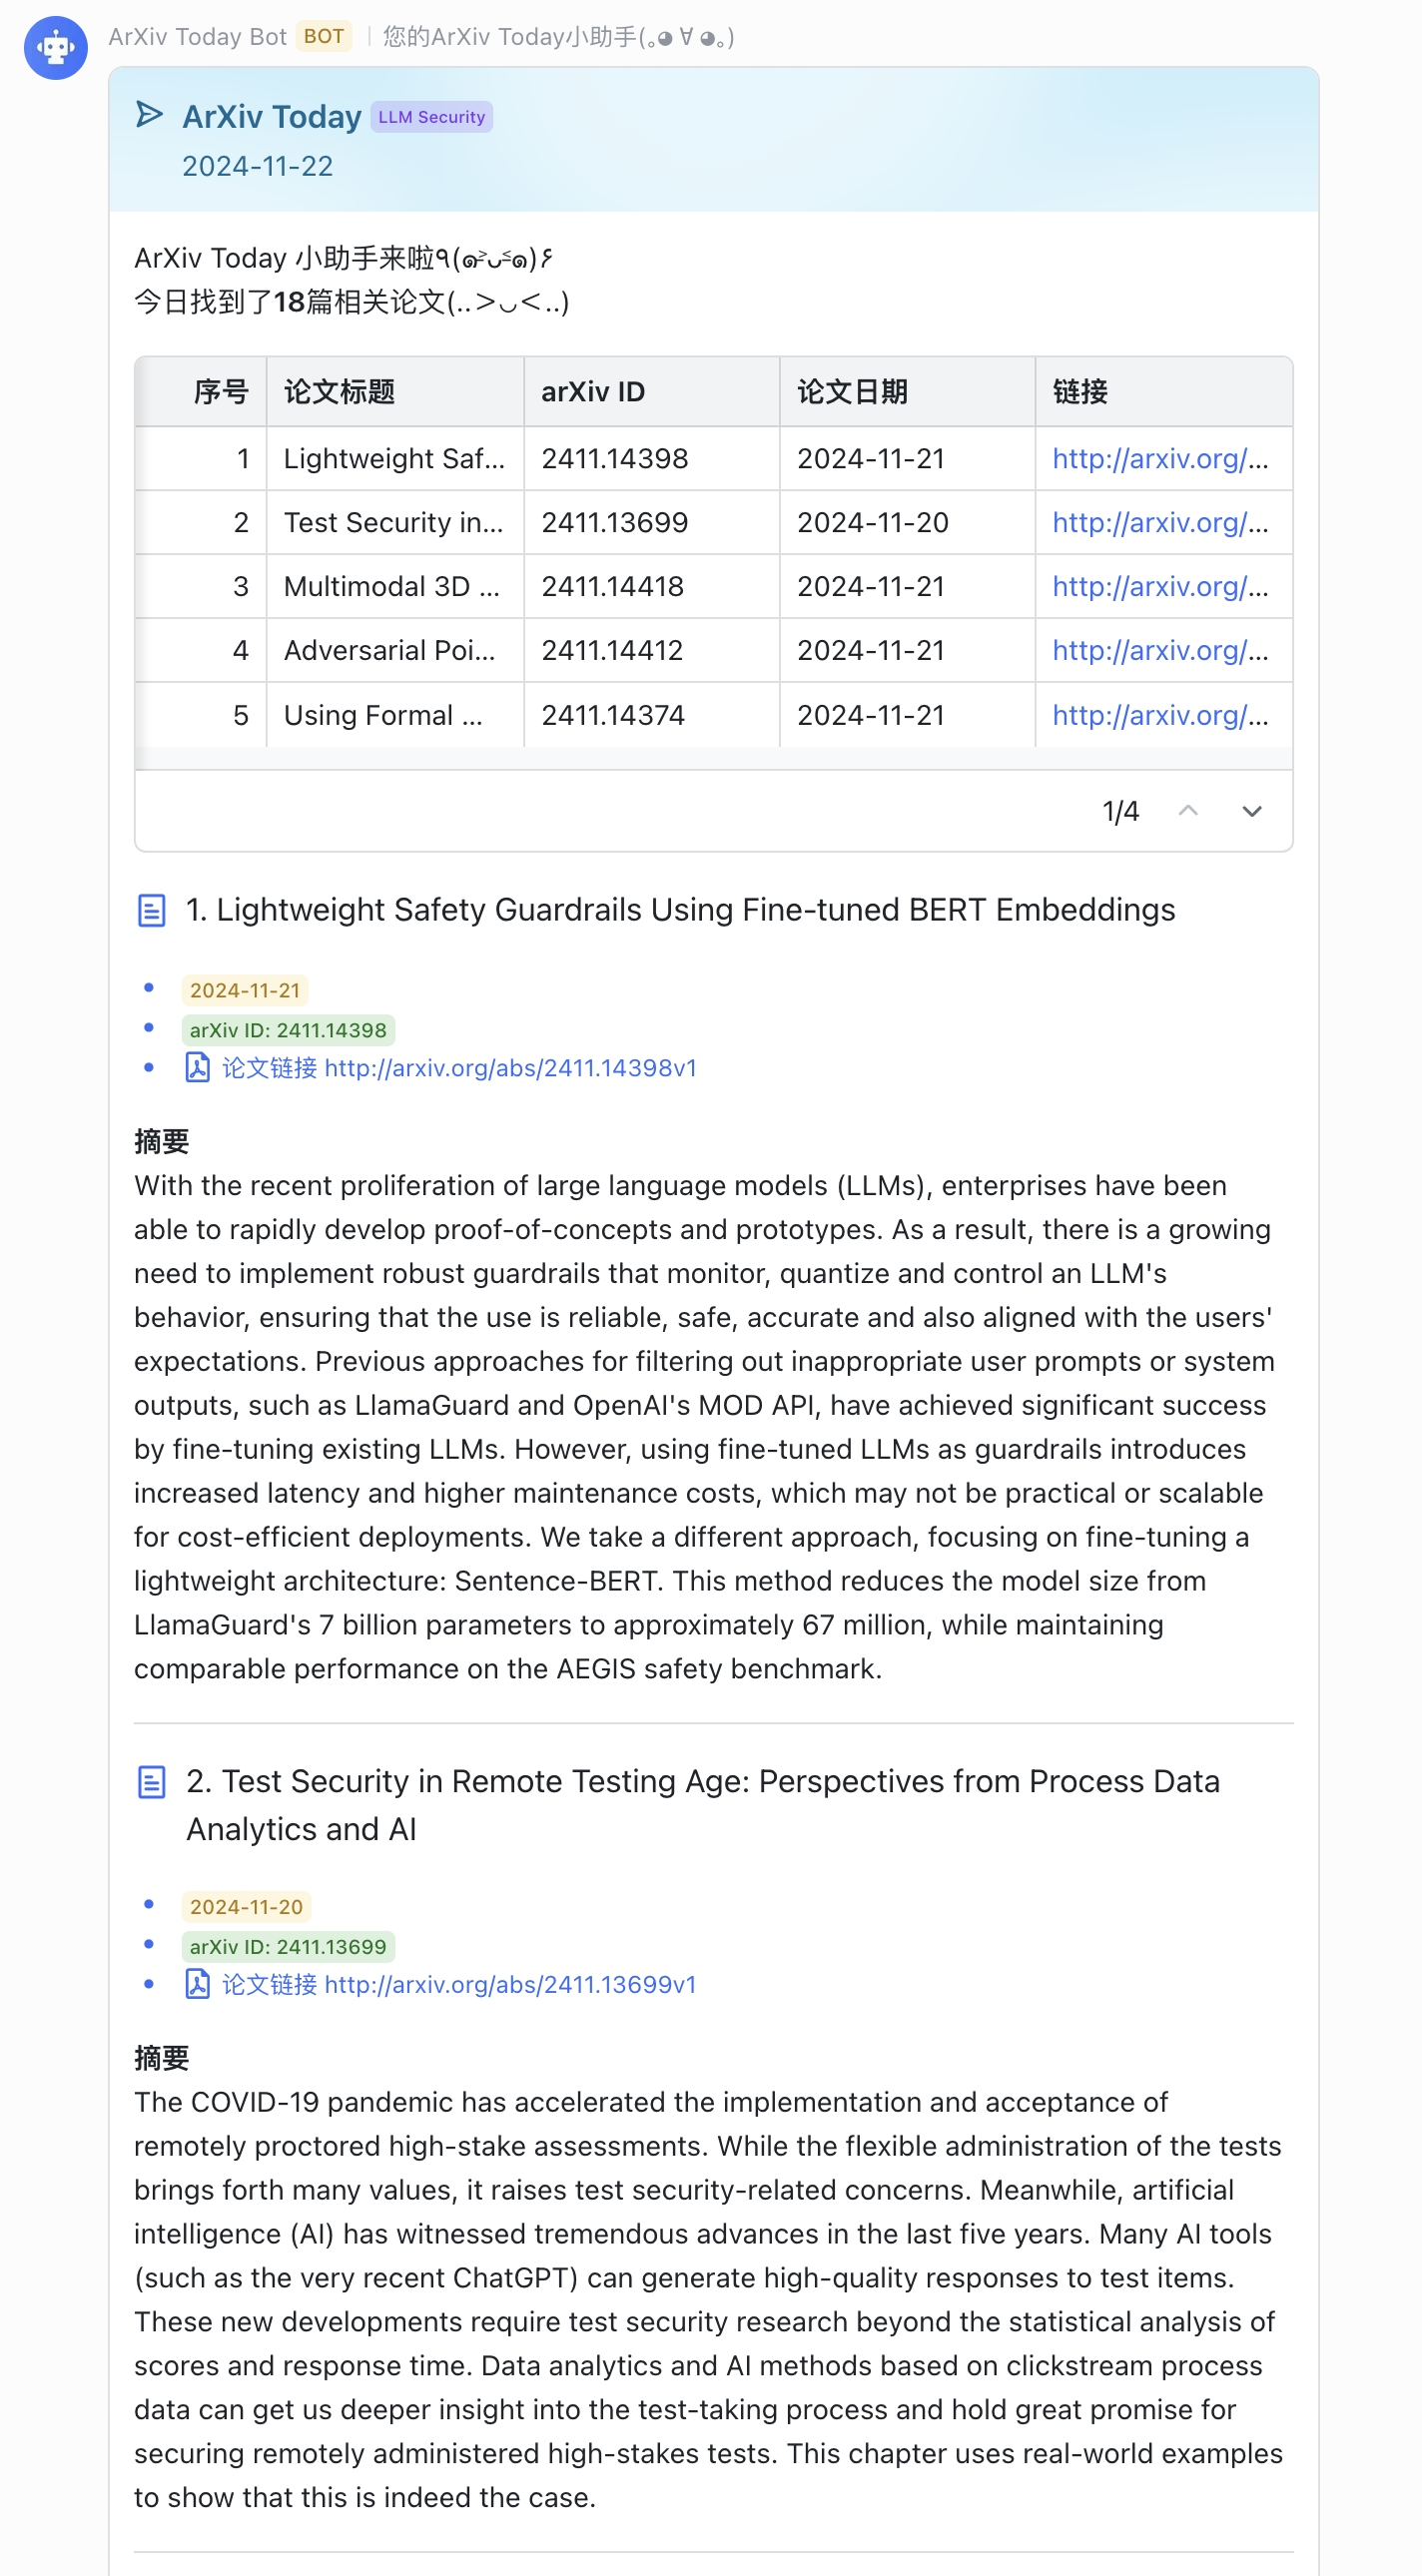 ArXiv Today Bot BOT | 您的ArXiv Today小助手(｡◕∀◕｡)
ArXiv Today LLM Security
2024-11-22
ArXiv Today 小助手来啦٩(๑˃̵ᴗ˂̵๑)۶
今日找到了18篇相关论文(..＞◡＜..)
序号 论文标题 arXiv ID 论文日期 链接
1 Lightweight Saf... 2411.14398 2024-11-21 http://arxiv.org/...
2 Test Security in... 2411.13699 2024-11-20 http://arxiv.org/...
3 Multimodal 3D ... 2411.14418 2024-11-21 http://arxiv.org/...
4 Adversarial Poi... 2411.14412 2024-11-21 http://arxiv.org/...
5 Using Formal ... 2411.14374 2024-11-21 http://arxiv.org/...
1/4
1. Lightweight Safety Guardrails Using Fine-tuned BERT Embeddings
• 2024-11-21
• arXiv ID: 2411.14398
• 论文链接 http://arxiv.org/abs/2411.14398v1
摘要
With the recent proliferation of large language models (LLMs), enterprises have been
able to rapidly develop proof-of-concepts and prototypes. As a result, there is a growing
need to implement robust guardrails that monitor, quantize and control an LLM's
behavior, ensuring that the use is reliable, safe, accurate and also aligned with the users'
expectations. Previous approaches for filtering out inappropriate user prompts or system
outputs, such as LlamaGuard and OpenAI's MOD API, have achieved significant success
by fine-tuning existing LLMs. However, using fine-tuned LLMs as guardrails introduces
increased latency and higher maintenance costs, which may not be practical or scalable
for cost-efficient deployments. We take a different approach, focusing on fine-tuning a
lightweight architecture: Sentence-BERT. This method reduces the model size from
LlamaGuard's 7 billion parameters to approximately 67 million, while maintaining
comparable performance on the AEGIS safety benchmark.
2. Test Security in Remote Testing Age: Perspectives from Process Data
Analytics and AI
• 2024-11-20
• arXiv ID: 2411.13699
• 论文链接 http://arxiv.org/abs/2411.13699v1
摘要
The COVID-19 pandemic has accelerated the implementation and acceptance of
remotely proctored high-stake assessments. While the flexible administration of the tests
brings forth many values, it raises test security-related concerns. Meanwhile, artificial
intelligence (AI) has witnessed tremendous advances in the last five years. Many AI tools
(such as the very recent ChatGPT) can generate high-quality responses to test items.
These new developments require test security research beyond the statistical analysis of
scores and response time. Data analytics and AI methods based on clickstream process
data can get us deeper insight into the test-taking process and hold great promise for
securing remotely administered high-stakes tests. This chapter uses real-world examples
to show that this is indeed the case.